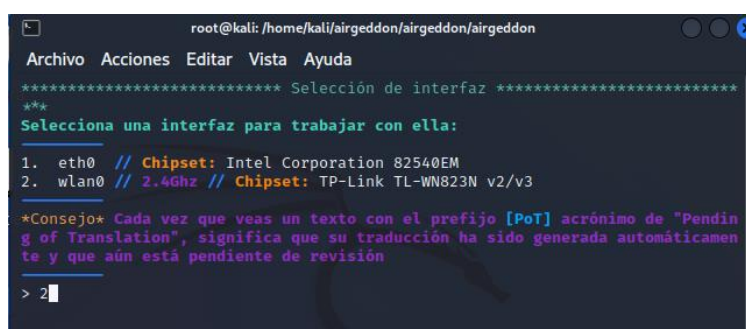 root@kali: /home/kali/airgeddon/airgeddon/airgeddon
Archivo Acciones Editar Vista Ayuda
**************************** Selección de interfaz **************************
***
Selecciona una interfaz para trabajar con ella:
1. eth0 // Chipset: Intel Corporation 82540EM
2. wlan0 // 2.4Ghz // Chipset: TP-Link TL-WN823N v2/v3
*Consejo* Cada vez que veas un texto con el prefijo [PoT] acrónimo de "Pendin
g of Translation", significa que su traducción ha sido generada automáticamen
te y que aún está pendiente de revisión
> 2